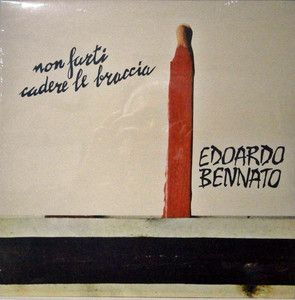 non farti
cadere le braccia
EDOARDO
BENNATO